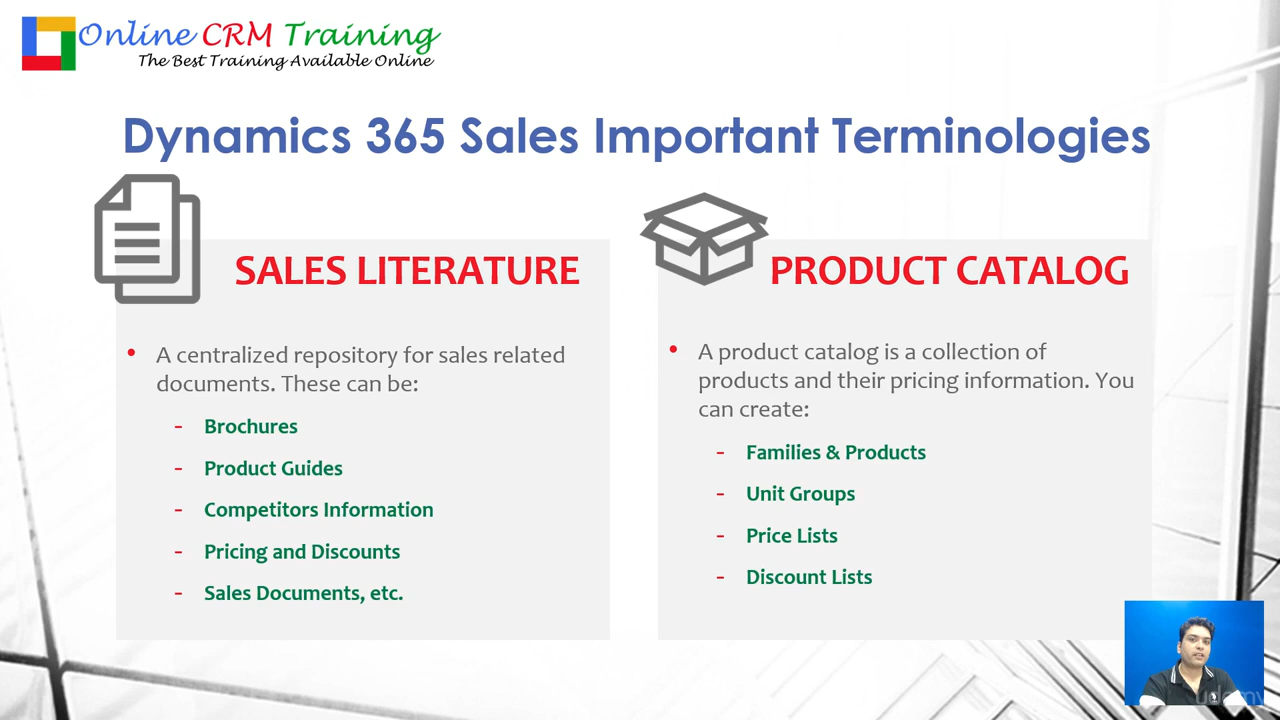 Online CRM Training
The Best Training Available Online
Dynamics 365 Sales Important Terminologies
SALES LITERATURE
• A centralized repository for sales related
documents. These can be:
- Brochures
- Product Guides
- Competitors Information
- Pricing and Discounts
- Sales Documents, etc.
PRODUCT CATALOG
• A product catalog is a collection of
products and their pricing information. You
can create:
- Families & Products
- Unit Groups
- Price Lists
- Discount Lists
udemy